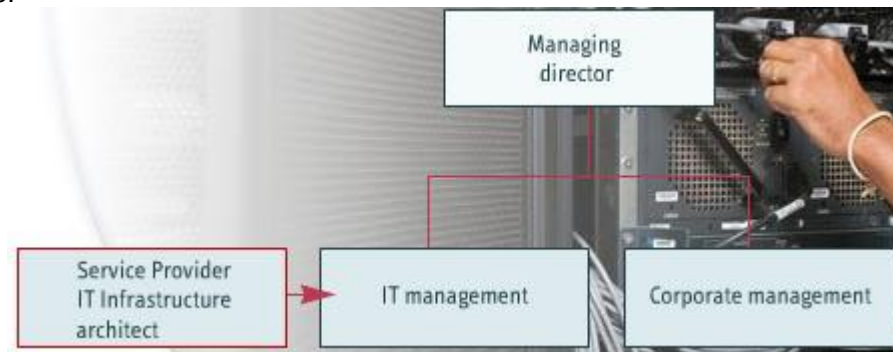 Managing
director
Service Provider
IT Infrastructure
architect
IT management
Corporate management